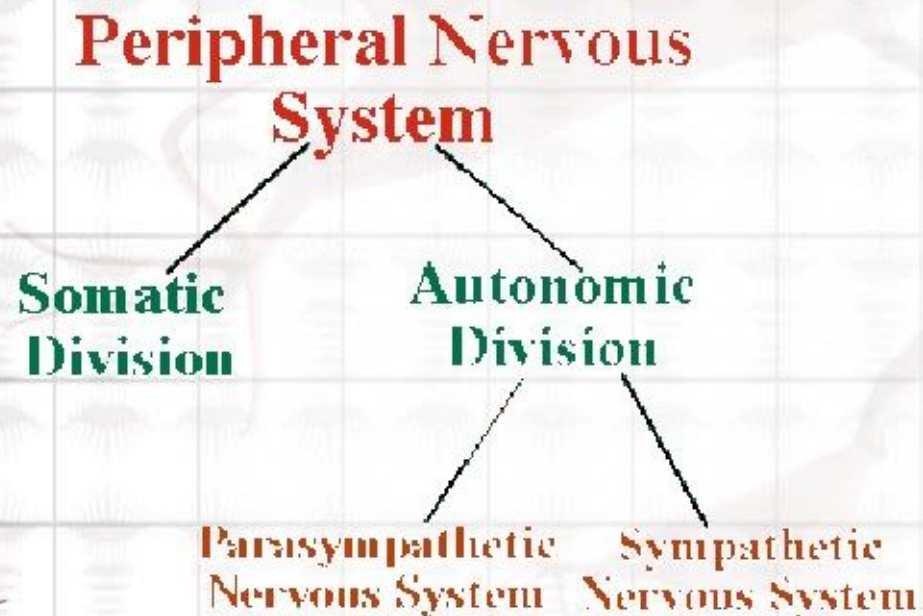 Peripheral Nervous
System
Somatic
Division
Autonomic
Division
Parasympathetic
Nervous System
Sympathetic
Nervous System